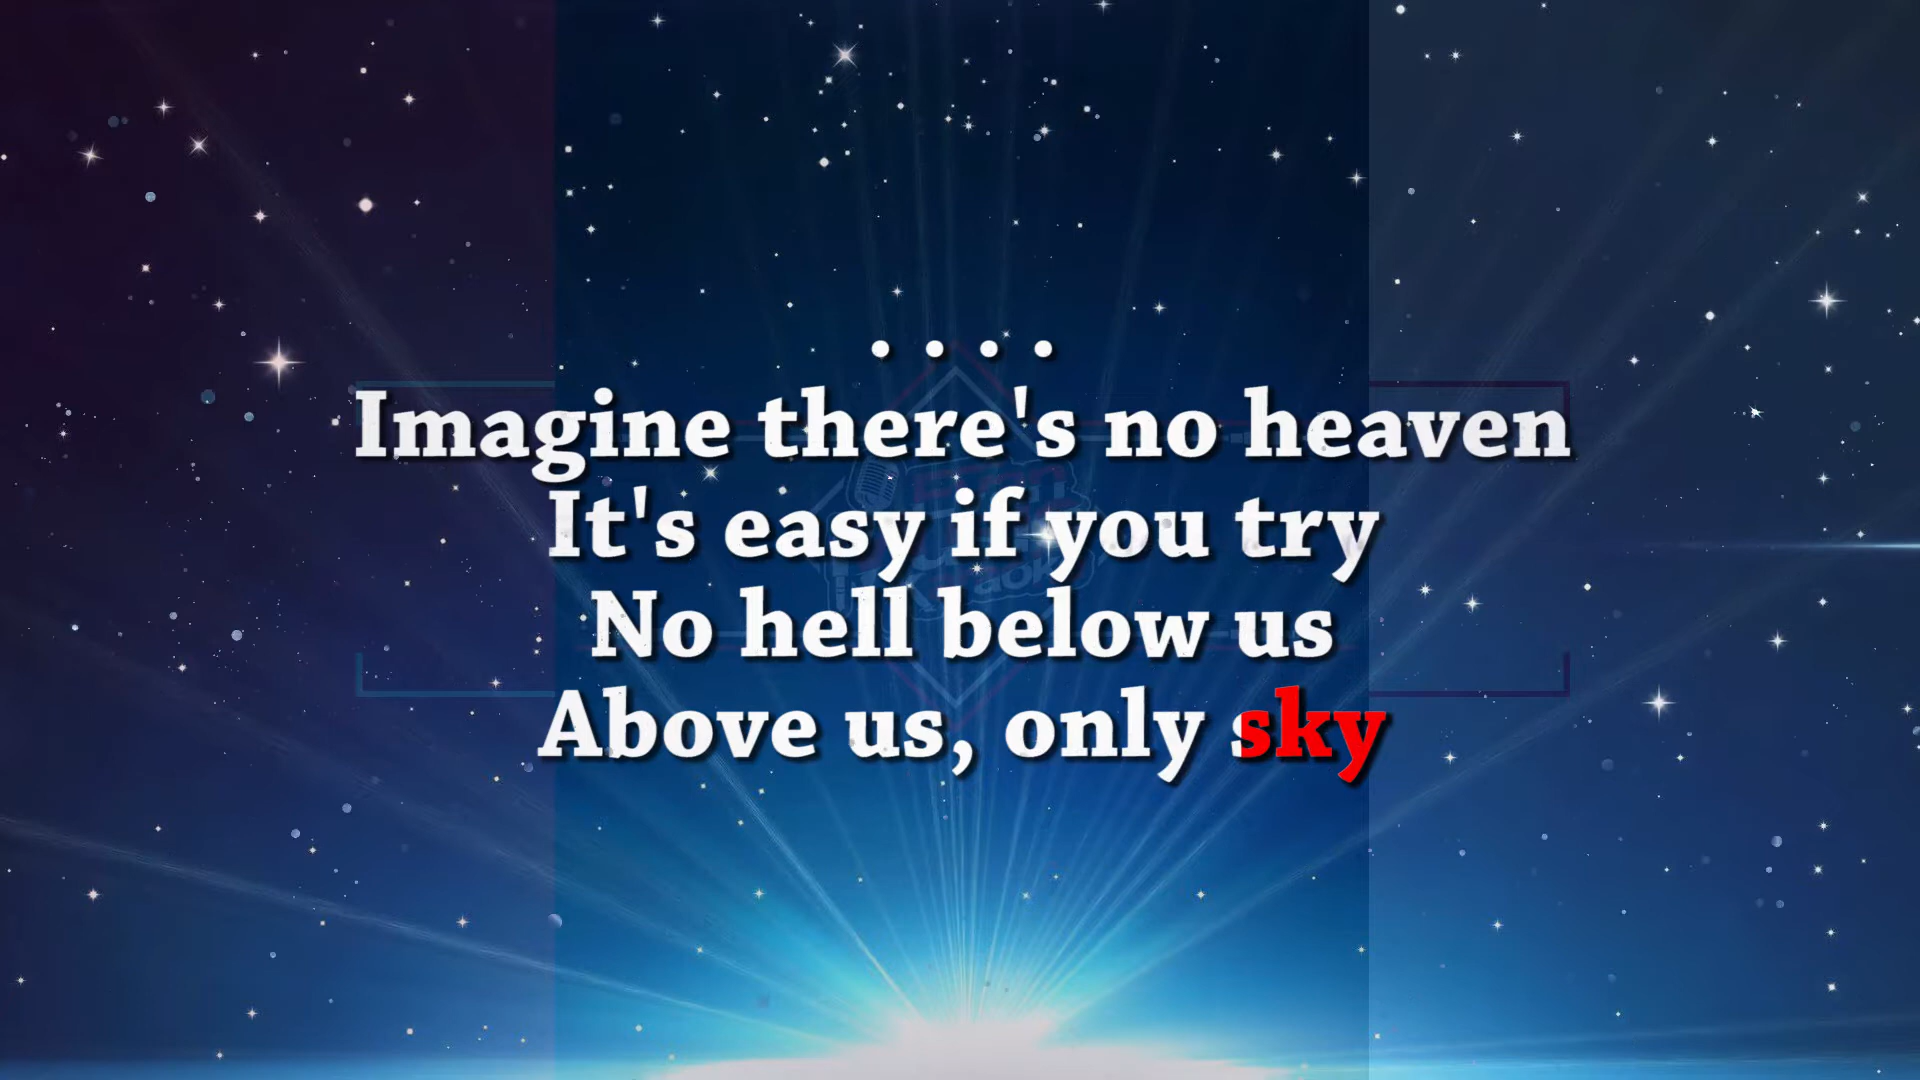 . . . .
Imagine there's no heaven
It's easy if you try
No hell below us
Above us, only sky